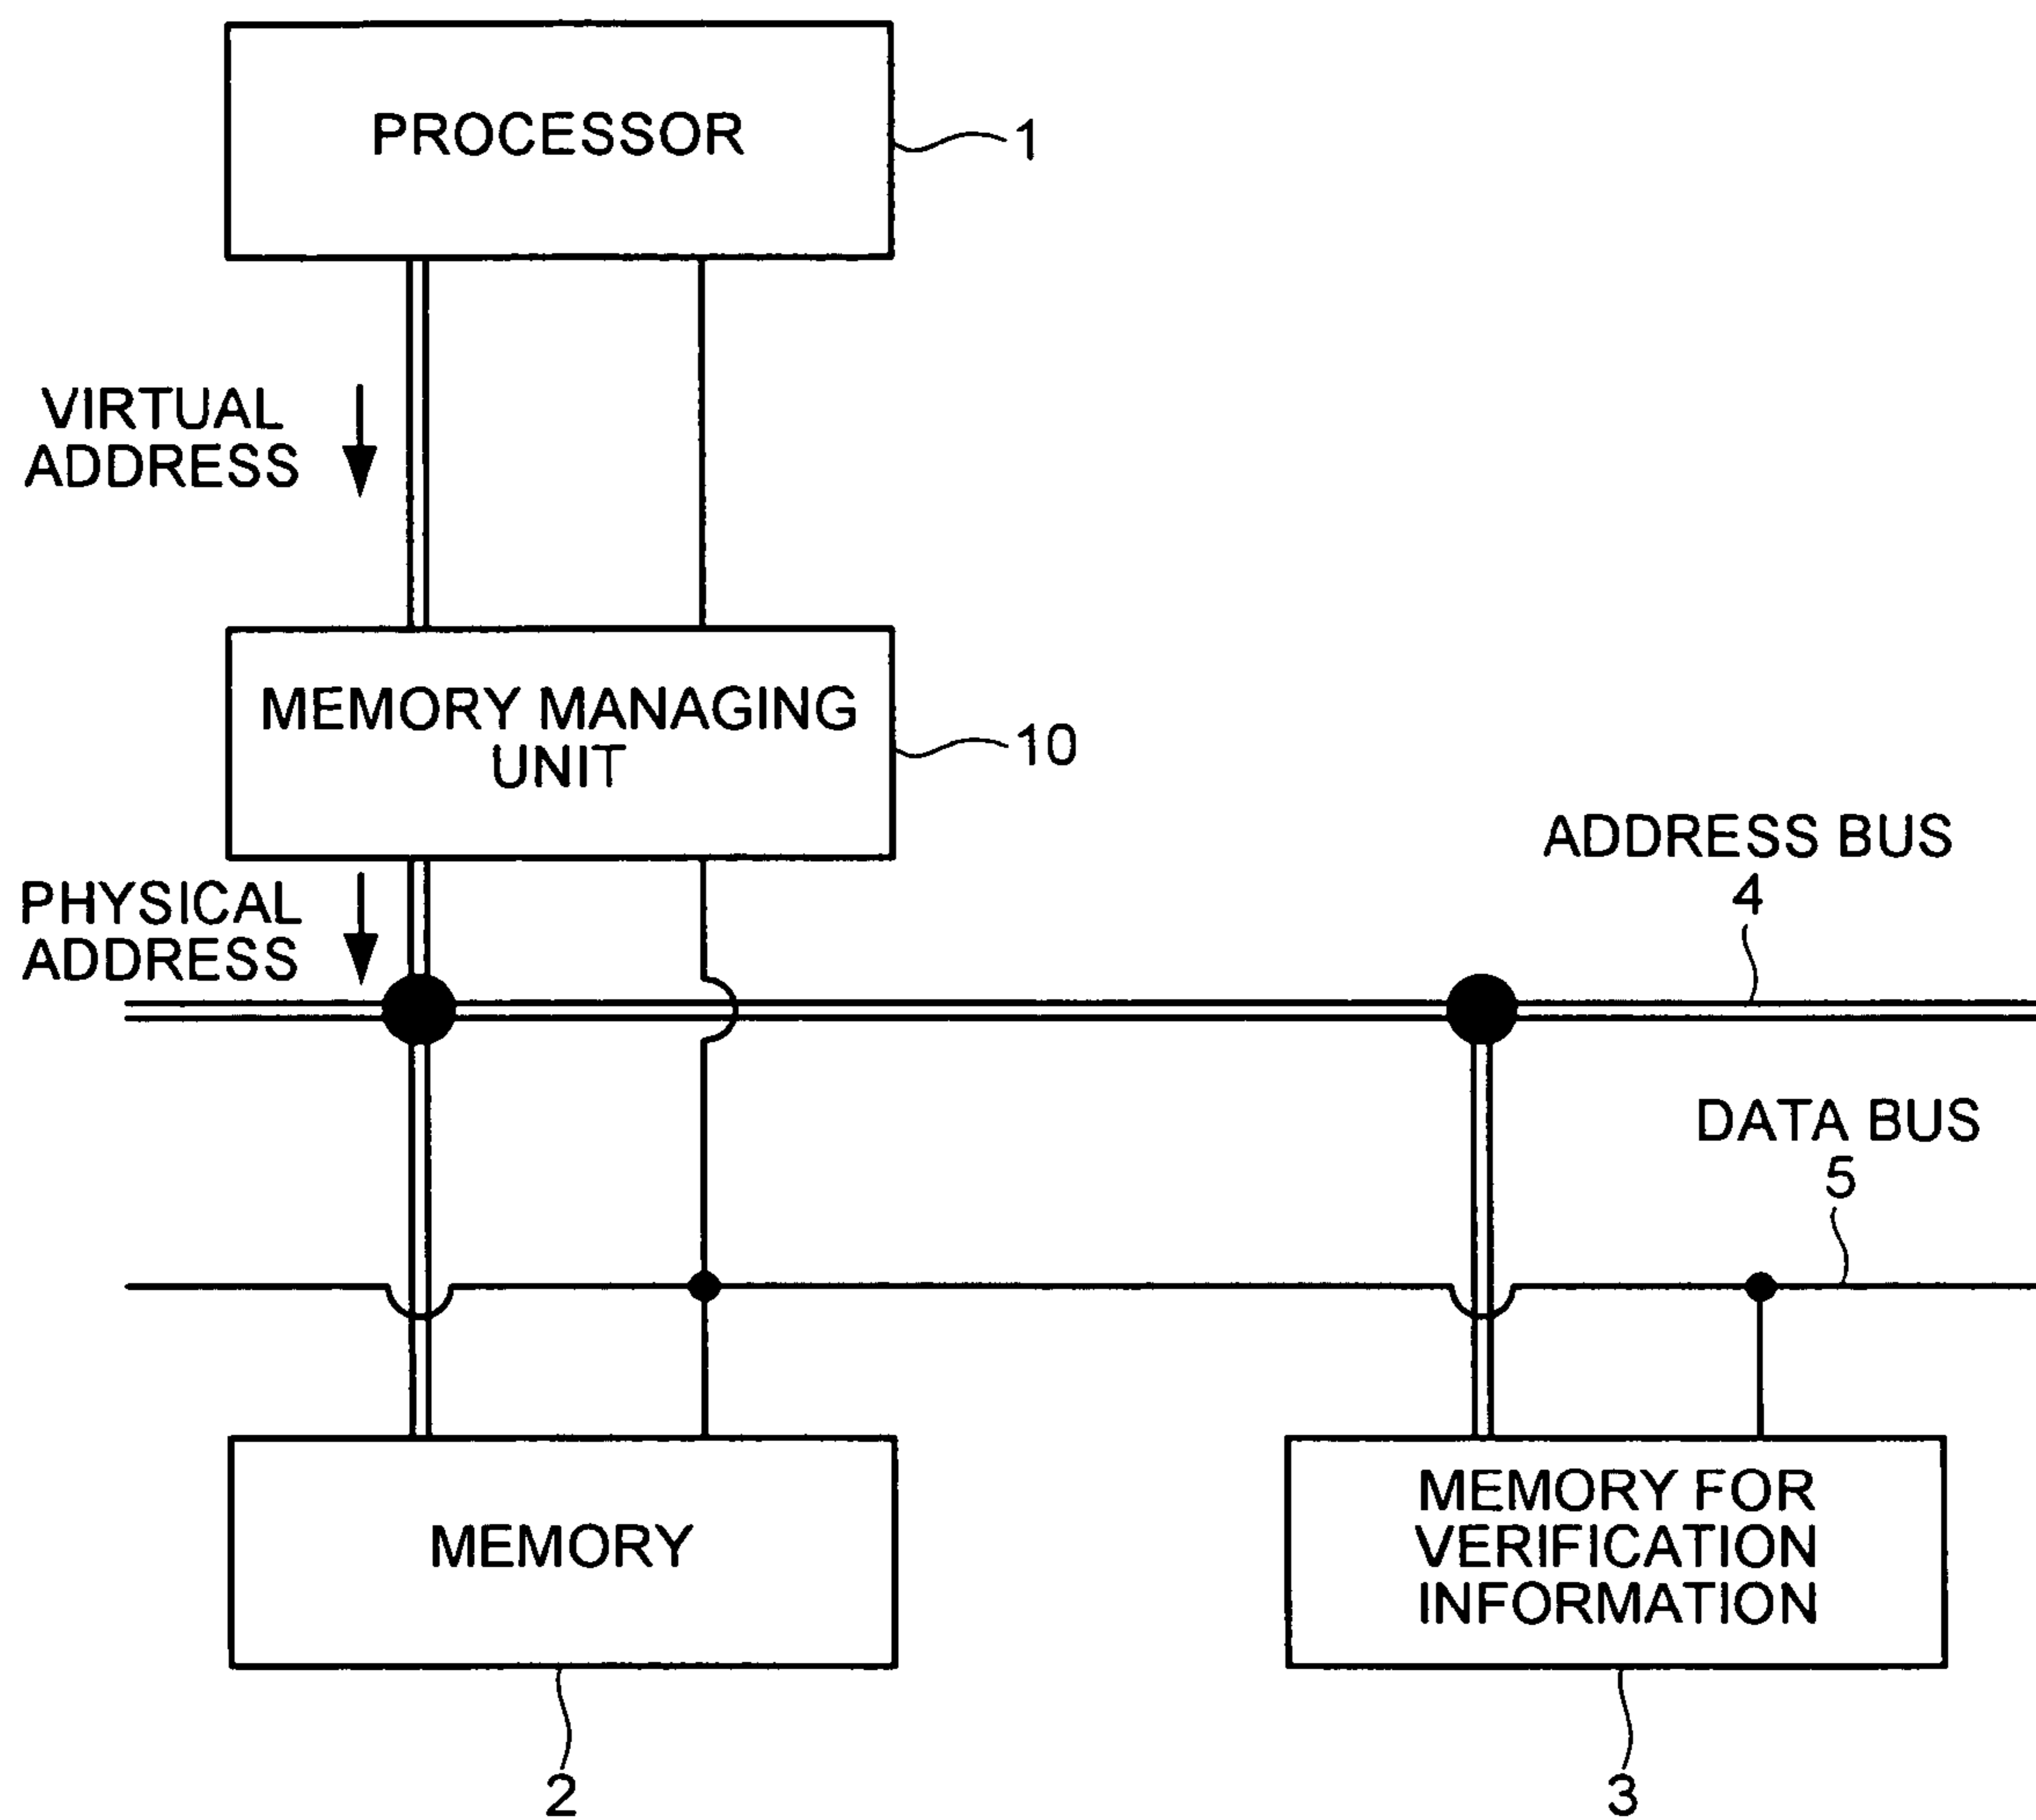 PROCESSOR
1
VIRTUAL
ADDRESS
MEMORY MANAGING
UNIT
10
ADDRESS BUS
4
PHYSICAL
ADDRESS
DATA BUS
5
MEMORY
2
MEMORY FOR
VERIFICATION
INFORMATION
3